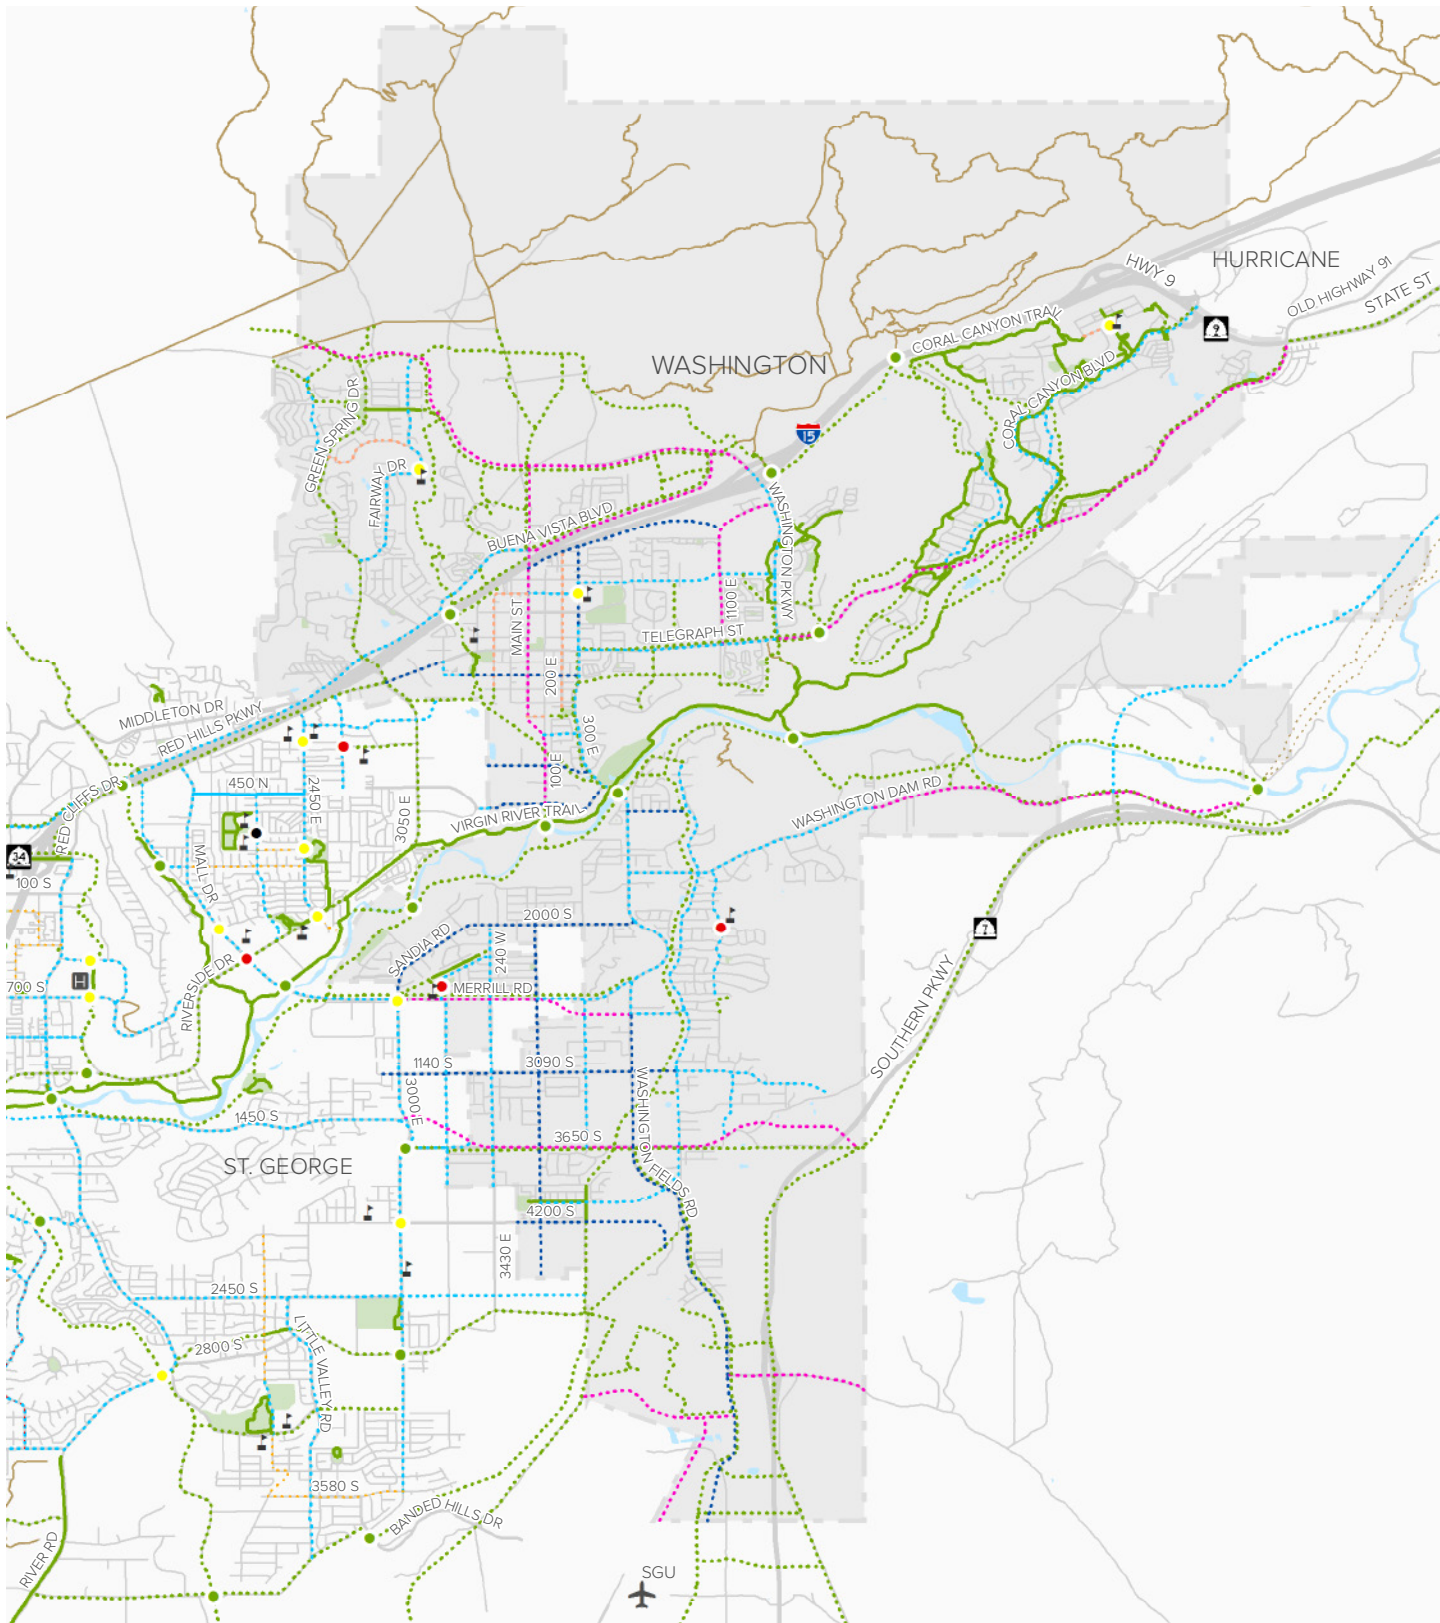 HURRICANE
HWY 9
OLD HIGHWAY 91
STATE ST
9
CORAL CANYON TRAIL
WASHINGTON
CORAL CANYON BLVD
GREEN SPRING DR
15
FAIRWAY DR
WASHINGTON PKWY
BUENA VISTA BLVD
1100 E
MAIN ST
TELEGRAPH ST
200 E
MIDDLETON DR
RED HILLS PKWY
300 E
100 E
450 N
2450 E
RED CLIFFS DR
3050 E
VIRGIN RIVER TRAIL
WASHINGTON DAM RD
34
MALL DR
100 S
2000 S
7
SANDIA RD
240 W
RIVERSIDE DR
H
700 S
MERRILL RD
SOUTHERN PKWY
1140 S
3090 S
3000 E
WASHINGTON FIELDS RD
1450 S
3650 S
ST. GEORGE
4200 S
3430 E
2450 S
LITTLE VALLEY RD
2800 S
3580 S
BANDED HILLS DR
RIVER RD
SGU